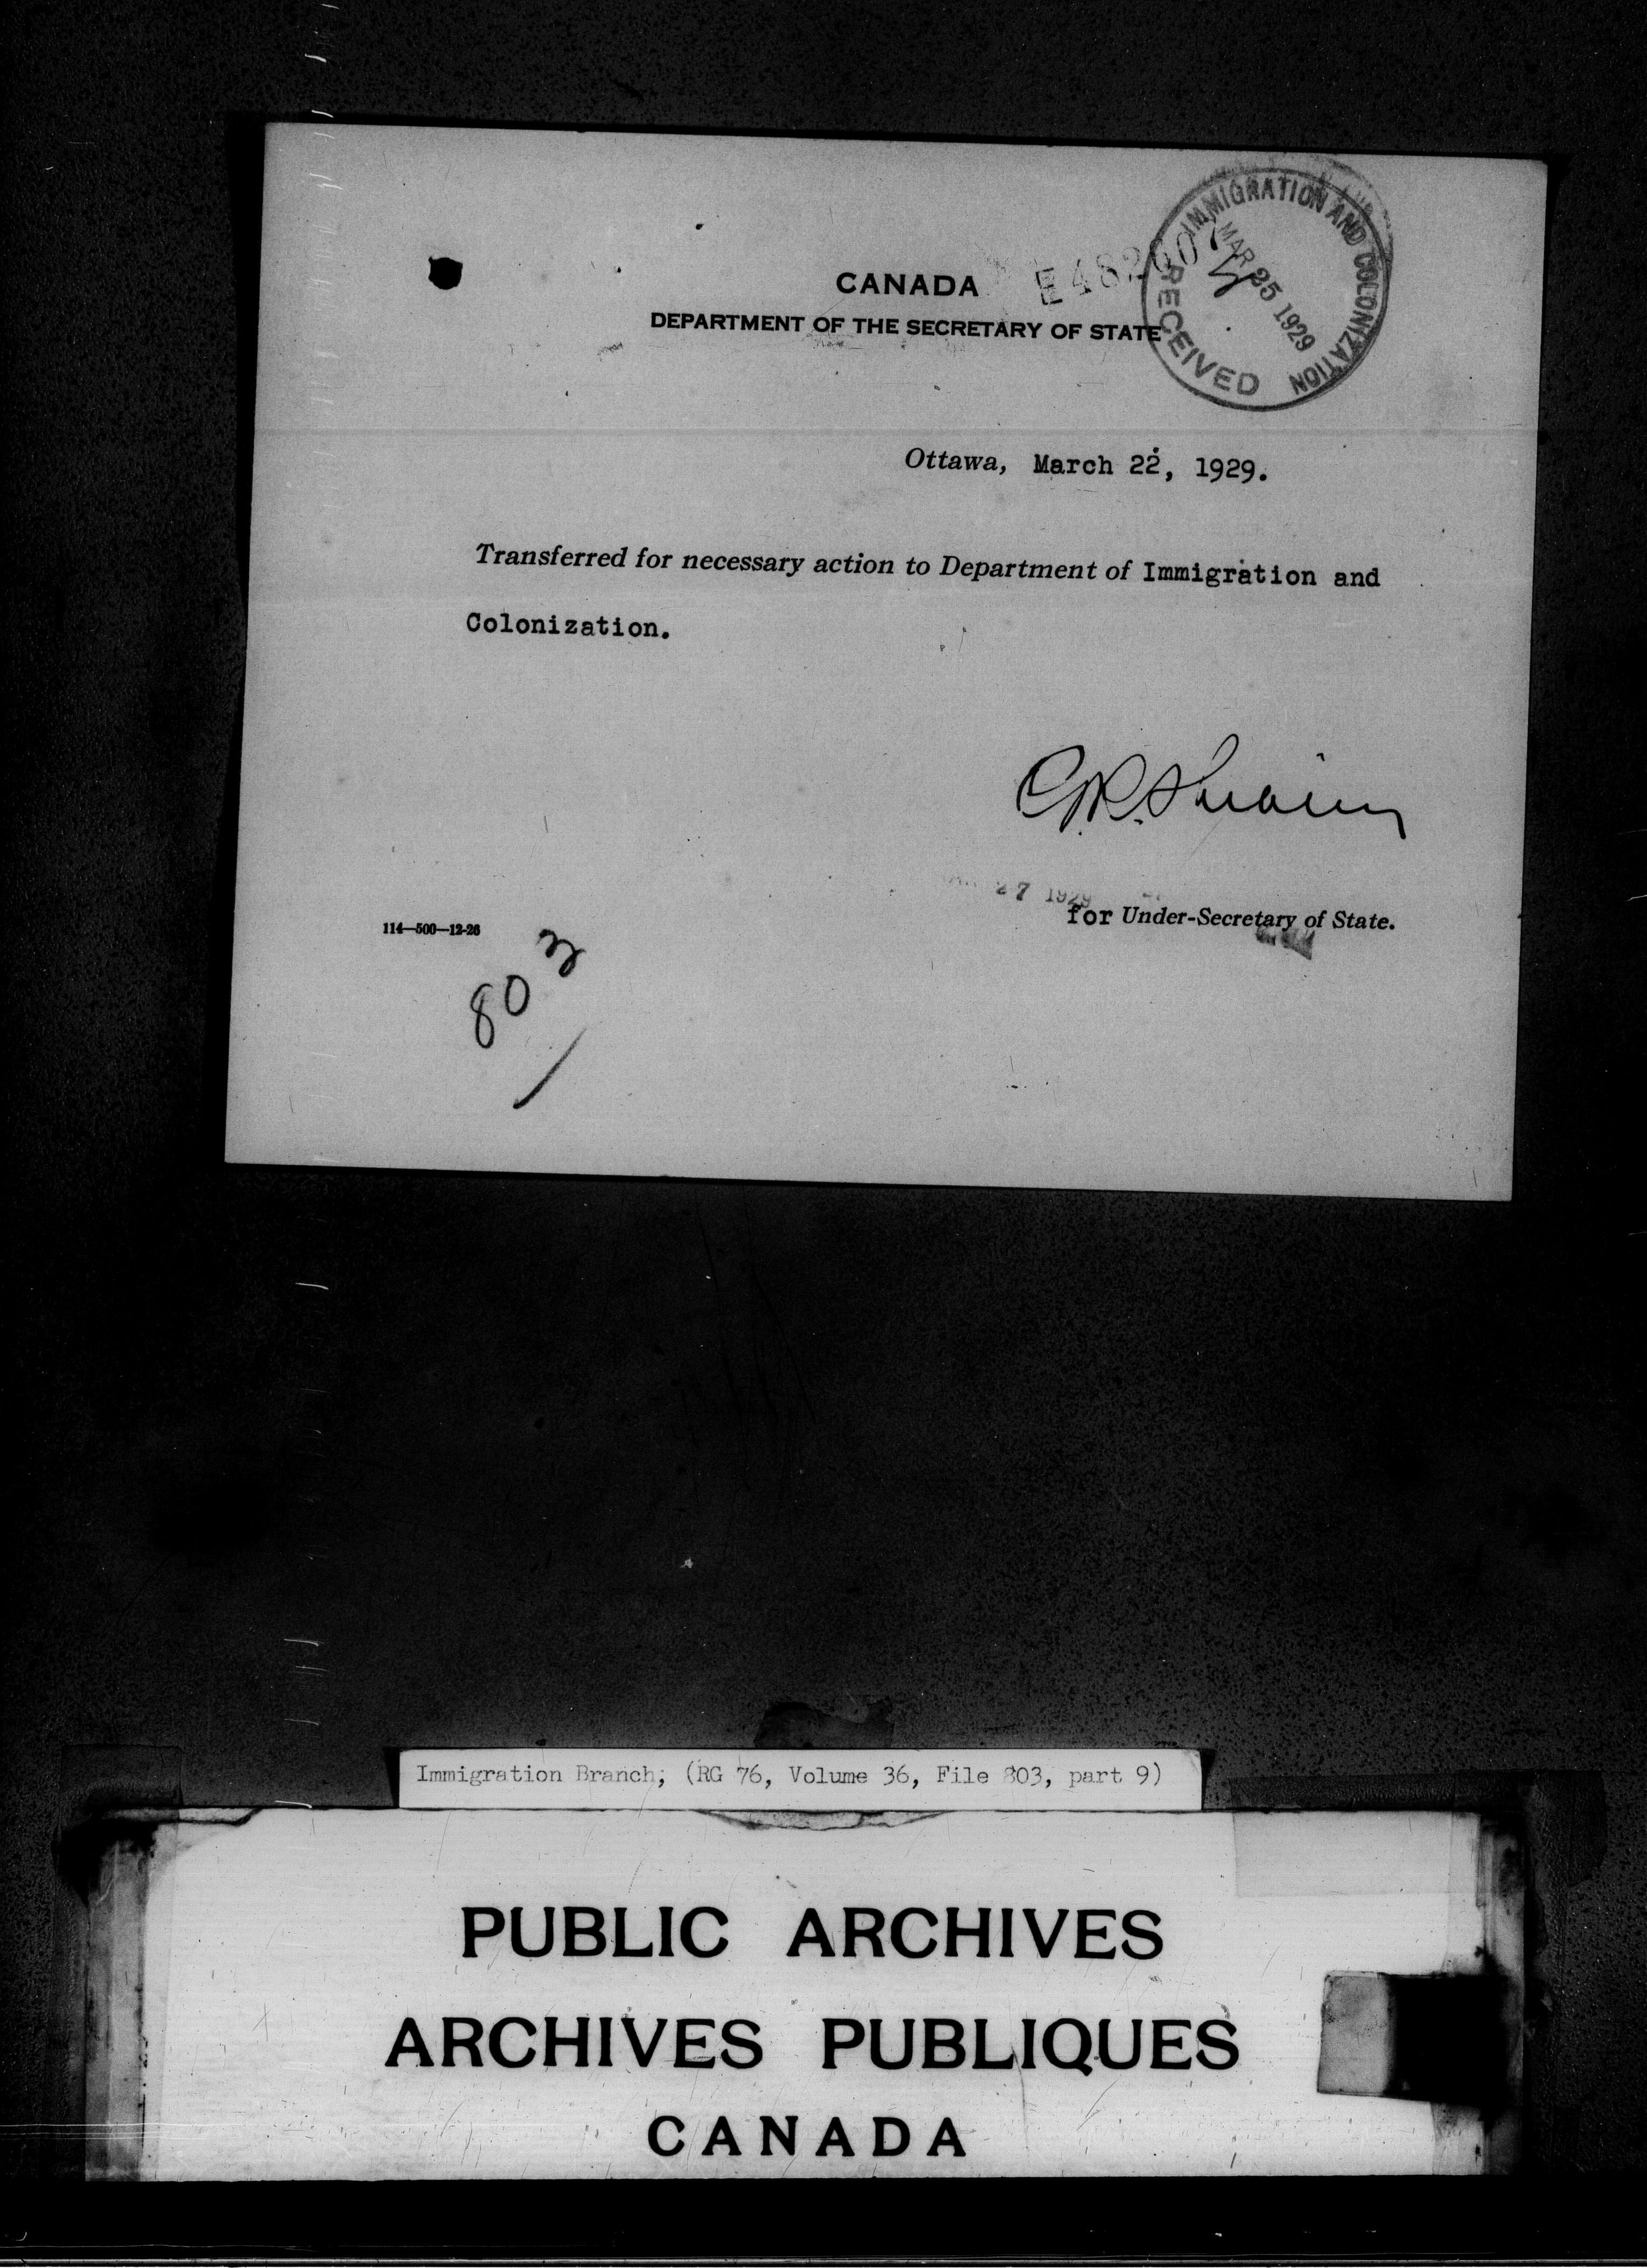 IMMIGRATION AND COLONIZATION
MAR 25 1929
RECEIVED
CANADA
DEPARTMENT OF THE SECRETARY OF STATE
Ottawa, March 22, 1929.
Transferred for necessary action to Department of Immigration and
Colonization.
27 1929
for Under-Secretary of State.
114—500—12-26
803
Immigration Branch, (RG 76, Volume 36, File 803, part 9)
PUBLIC ARCHIVES
ARCHIVES PUBLIQUES
CANADA